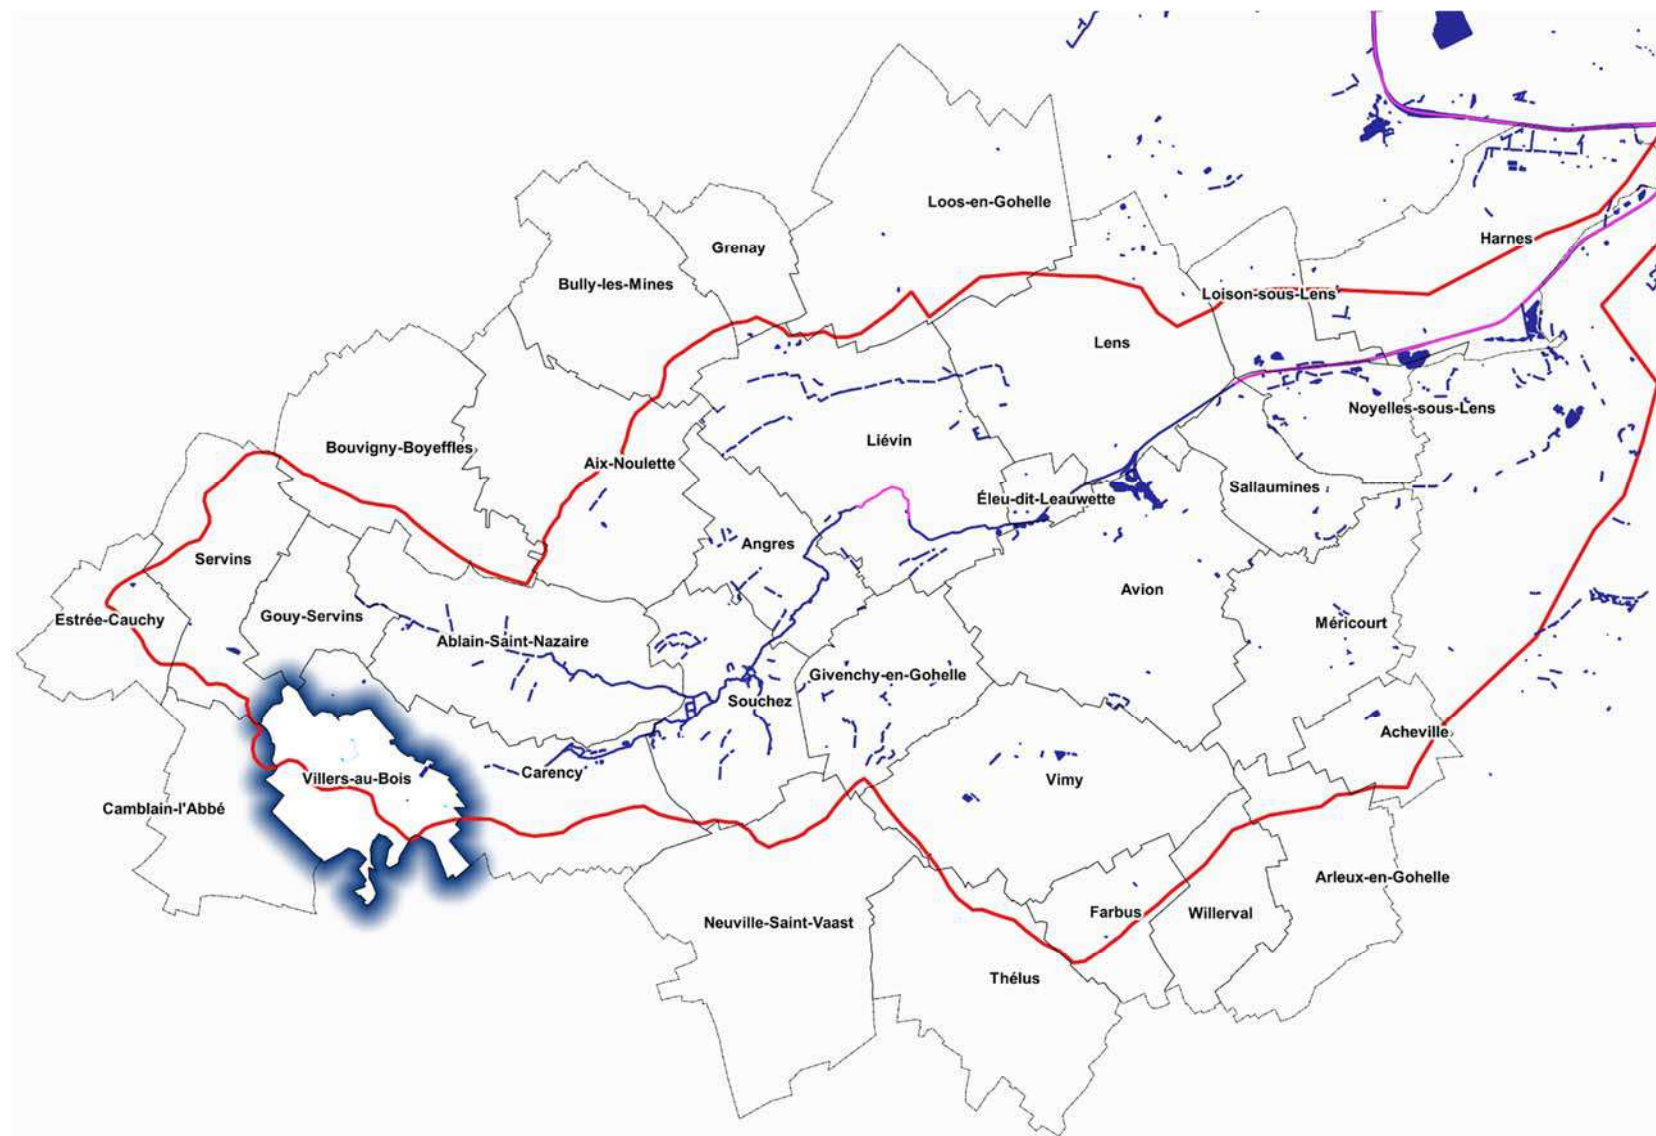 Loos-en-Gohelle
Grenay
Harnes
Bully-les-Mines
Loison-sous-Lens
Lens
Noyelles-sous-Lens
Liévin
Bouvigny-Boyeffles
Aix-Noulette
Sallaumines
Éleu-dit-Leauwette
Angres
Servins
Avion
Gouy-Servins
Estrée-Cauchy
Méricourt
Ablain-Saint-Nazaire
Givenchy-en-Gohelle
Souchez
Acheville
Carency
Villers-au-Bois
Vimy
Camblain-l'Abbé
Arleux-en-Gohelle
Farbus
Willerval
Neuville-Saint-Vaast
Thélus